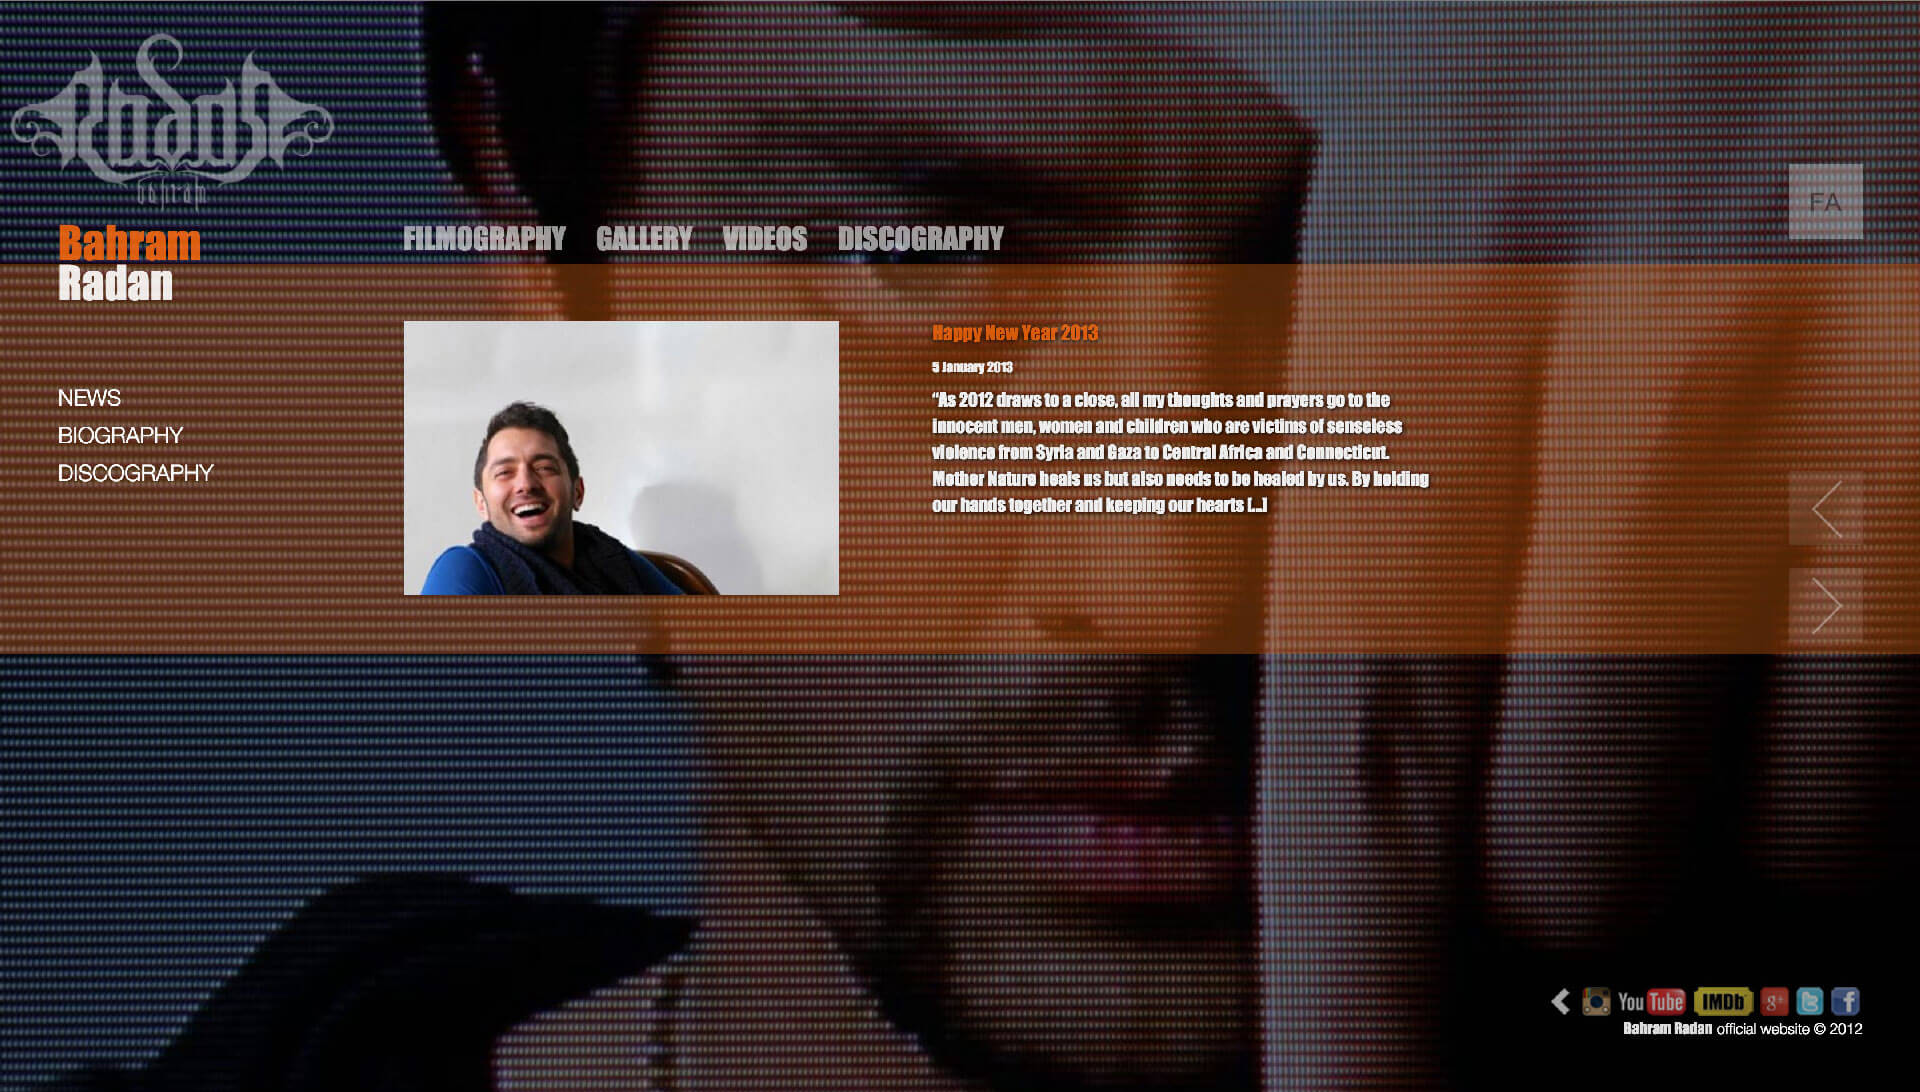 Radan
bahram
FA
Bahram
Radan
FILMOGRAPHY GALLERY VIDEOS DISCOGRAPHY
NEWS
BIOGRAPHY
DISCOGRAPHY
Happy New Year 2013
5 January 2013
“As 2012 draws to a close, all my thoughts and prayers go to the
innocent men, women and children who are victims of senseless
violence from Syria and Gaza to Central Africa and Connecticut.
Mother Nature heals us but also needs to be healed by us. By holding
our hands together and keeping our hearts [...]
You Tube IMDb g+ t f
Bahram Radan official website © 2012